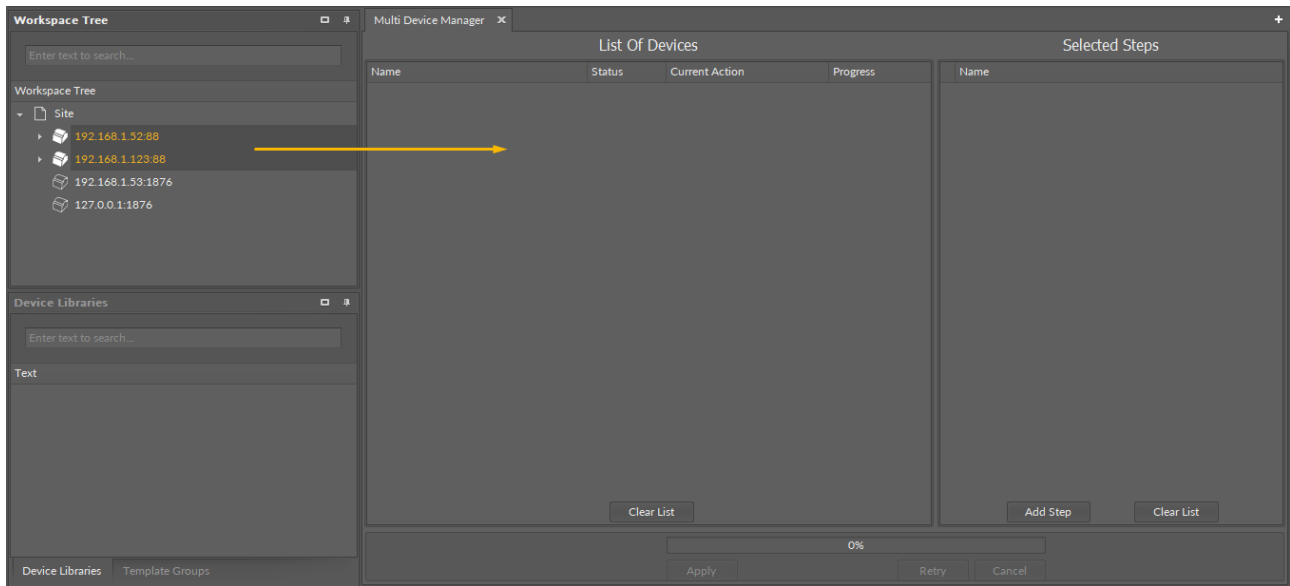 Workspace Tree
Enter text to search...
Workspace Tree
Site
192.168.1.52:88
192.168.1.123:88
192.168.1.53:1876
127.0.0.1:1876
Device Libraries
Enter text to search...
Text
Device Libraries Template Groups
Multi Device Manager
List Of Devices
Name Status Current Action Progress
Clear List
Selected Steps
Name
Add Step Clear List
0%
Apply Retry Cancel